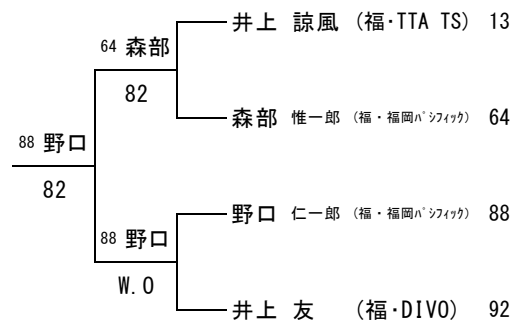 井上 諒風 (福・TTA TS) 13
64 森部
82
森部 惟一郎 (福・福岡ﾊﾟｼﾌｨｯｸ) 64
88 野口
82
野口 仁一郎 (福・福岡ﾊﾟｼﾌｨｯｸ) 88
88 野口
W.O
井上 友 (福・DIVO) 92